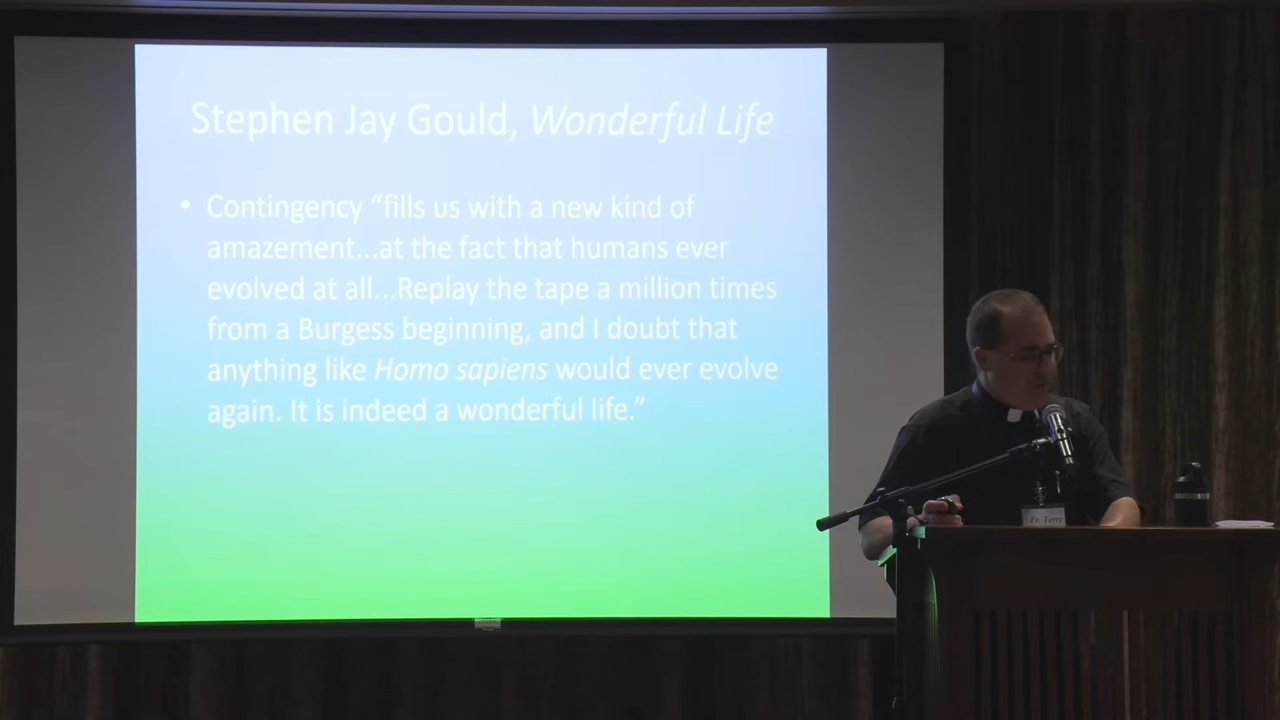 Stephen Jay Gould, Wonderful Life
• Contingency “fills us with a new kind of
amazement...at the fact that humans ever
evolved at all...Replay the tape a million times
from a Burgess beginning, and I doubt that
anything like Homo sapiens would ever evolve
again. It is indeed a wonderful life.”
Fr. Terry